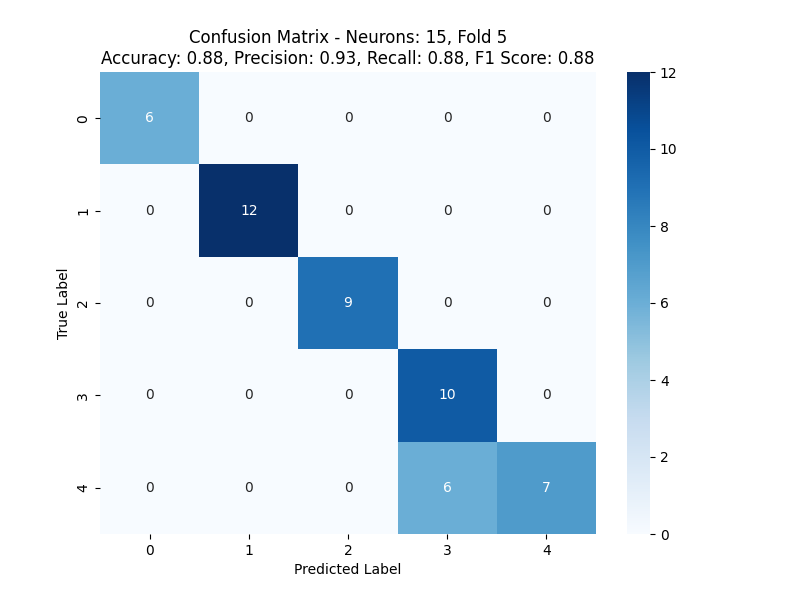 Confusion Matrix - Neurons: 15, Fold 5
Accuracy: 0.88, Precision: 0.93, Recall: 0.88, F1 Score: 0.88
0 6 0 0 0 0
1 0 12 0 0 0
2 0 0 9 0 0
3 0 0 0 10 0
4 0 0 0 6 7
0 1 2 3 4
True Label
Predicted Label
12
10
8
6
4
2
0